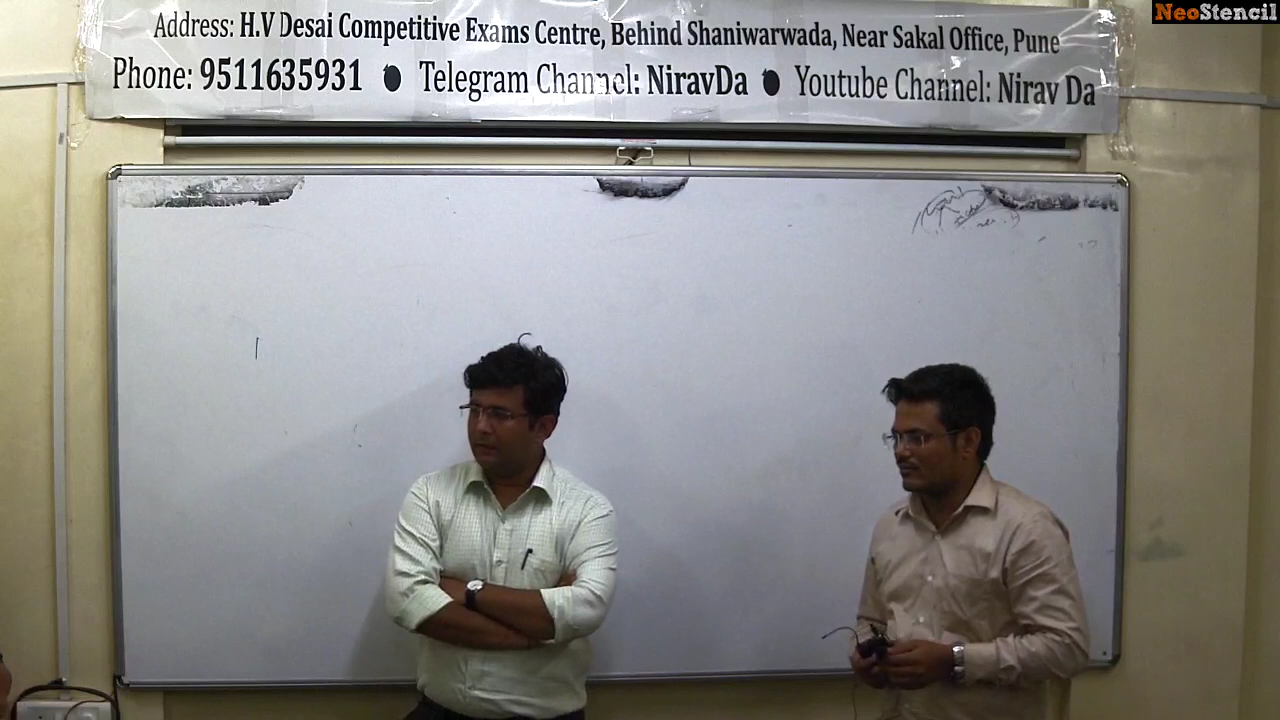 NeoStencil
Address: H.V Desai Competitive Exams Centre, Behind Shaniwarwada, Near Sakal Office, Pune
Phone: 9511635931 ● Telegram Channel: NiravDa ● Youtube Channel: Nirav Da